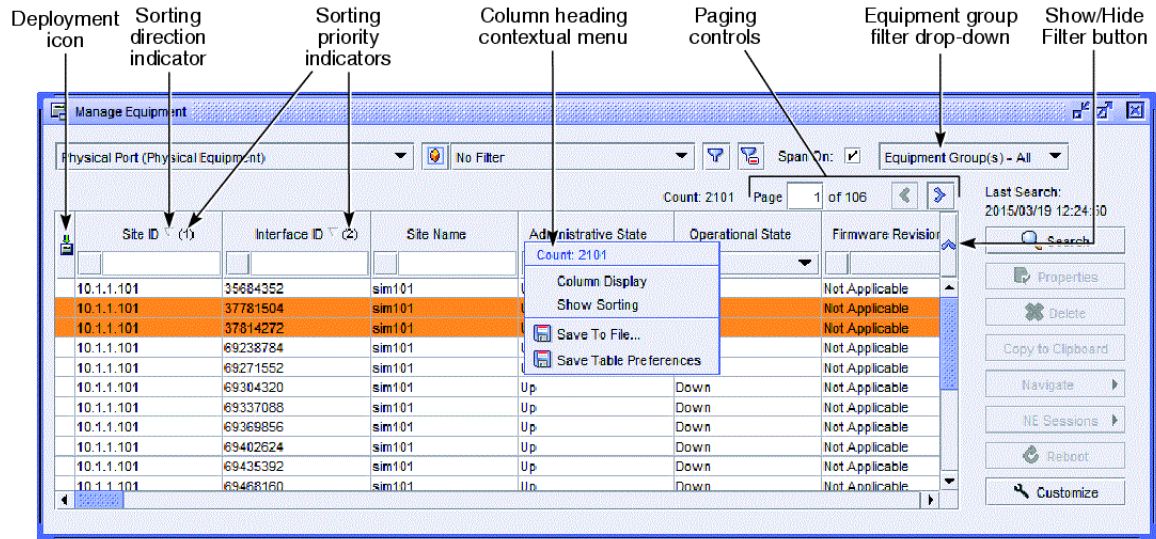 Deployment icon
Sorting direction indicator
Sorting priority indicators
Column heading contextual menu
Paging controls
Equipment group filter drop-down
Show/Hide Filter button
Manage Equipment
Physical Port (Physical Equipment)
No Filter
Span On:
Equipment Group(s) - All
Count: 2101 Page 1 of 106
Last Search:
2015/03/19 12:24:50
Site ID (1) Interface ID (2) Site Name Administrative State Operational State Firmware Revision
Count: 2101
Column Display
Show Sorting
Save To File...
Save Table Preferences
10.1.1.101 35684352 sim101 Not Applicable
10.1.1.101 37781504 sim101 Not Applicable
10.1.1.101 37814272 sim101 Not Applicable
10.1.1.101 69238784 sim101 Not Applicable
10.1.1.101 69271552 sim101 Not Applicable
10.1.1.101 69304320 sim101 Up Down Not Applicable
10.1.1.101 69337088 sim101 Up Down Not Applicable
10.1.1.101 69369856 sim101 Up Down Not Applicable
10.1.1.101 69402624 sim101 Up Down Not Applicable
10.1.1.101 69435392 sim101 Up Down Not Applicable
10.1.1.101 69468160 sim101 Up Down Not Applicable
Search
Properties
Delete
Copy to Clipboard
Navigate
NE Sessions
Reboot
Customize